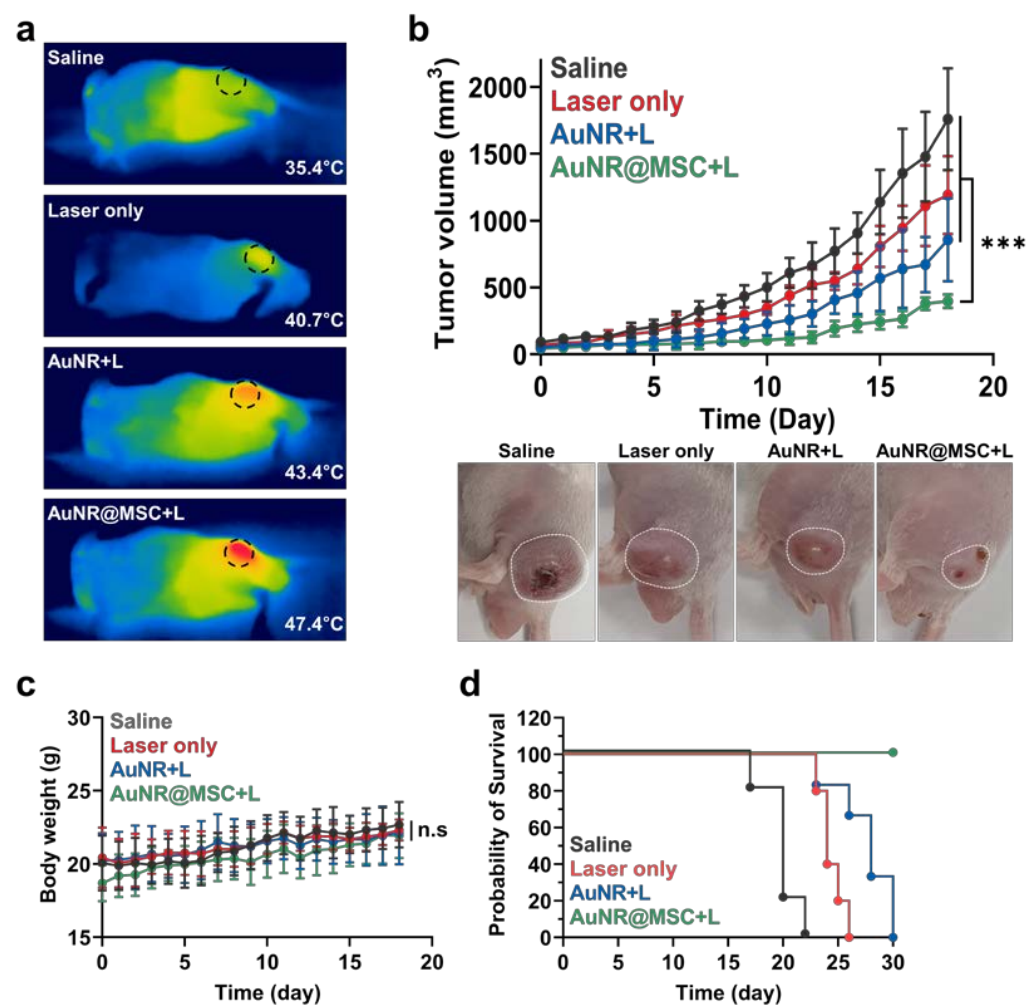 a
Saline
35.4°C
Laser only
40.7°C
AuNR+L
43.4°C
AuNR@MSC+L
47.4°C
b
Tumor volume (mm³)
2000
1500
1000
500
0
Saline
Laser only
AuNR+L
AuNR@MSC+L
***
0 5 10 15 20
Time (Day)
Saline Laser only AuNR+L AuNR@MSC+L
c
Body weight (g)
30
25
20
15
Saline
Laser only
AuNR+L
AuNR@MSC+L
n.s
0 5 10 15 20
Time (day)
d
Probability of Survival
120
100
80
60
40
20
0
Saline
Laser only
AuNR+L
AuNR@MSC+L
0 5 10 15 20 25 30
Time (day)